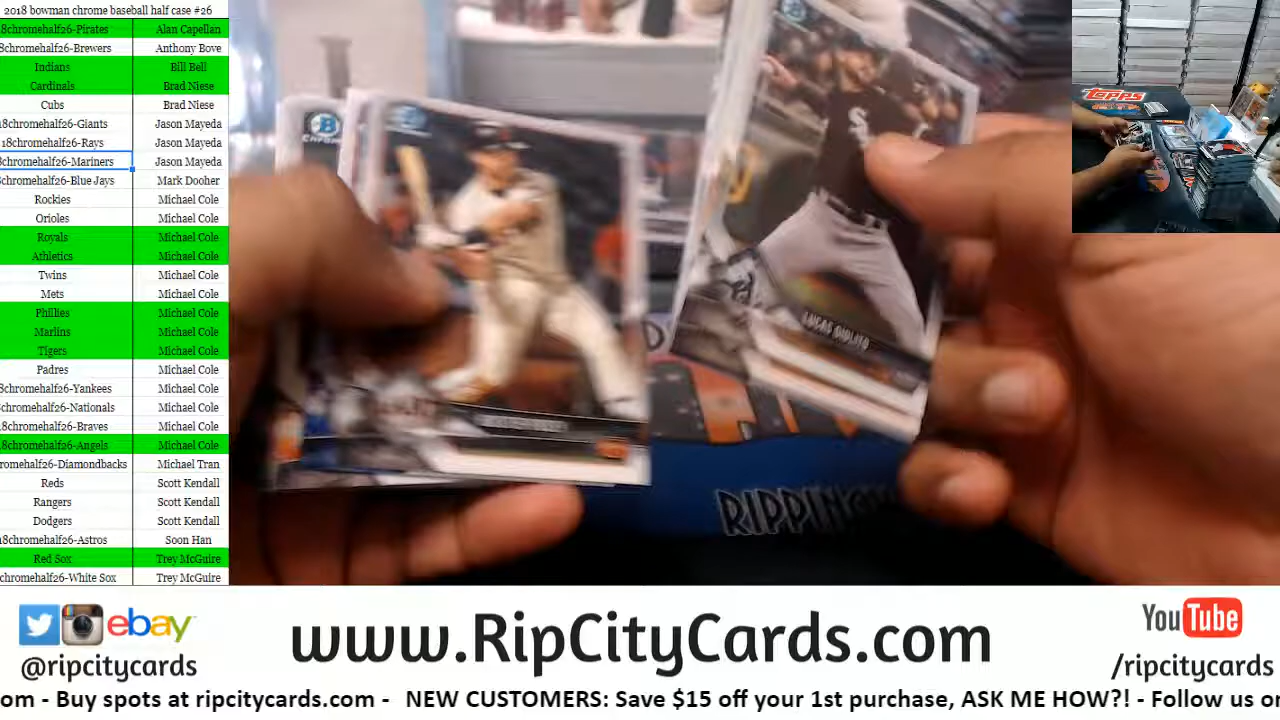 2018 bowman chrome baseball half case #26
8chromehalf26-Pirates Alan Capellan
8chromehalf26-Brewers Anthony Bove
Indians Bill Bell
Cardinals Brad Niese
Cubs Brad Niese
18chromehalf26-Giants Jason Mayeda
18chromehalf26-Rays Jason Mayeda
8chromehalf26-Mariners Jason Mayeda
chromehalf26-Blue Jays Mark Dooher
Rockies Michael Cole
Orioles Michael Cole
Royals Michael Cole
Athletics Michael Cole
Twins Michael Cole
Mets Michael Cole
Phillies Michael Cole
Marlins Michael Cole
Tigers Michael Cole
Padres Michael Cole
8chromehalf26-Yankees Michael Cole
chromehalf26-Nationals Michael Cole
8chromehalf26-Braves Michael Cole
18chromehalf26-Angels Michael Cole
romehalf26-Diamondbacks Michael Tran
Reds Scott Kendall
Rangers Scott Kendall
Dodgers Scott Kendall
18chromehalf26-Astros Soon Han
Red Sox Trey McGuire
chromehalf26-White Sox Trey McGuire
B
CHROME
LUCAS GIOLITO
RIPPIN
Topps
ebay
@ripcitycards
www.RipCityCards.com
YouTube
/ripcitycards
om - Buy spots at ripcitycards.com - NEW CUSTOMERS: Save $15 off your 1st purchase, ASK ME HOW?! - Follow us on